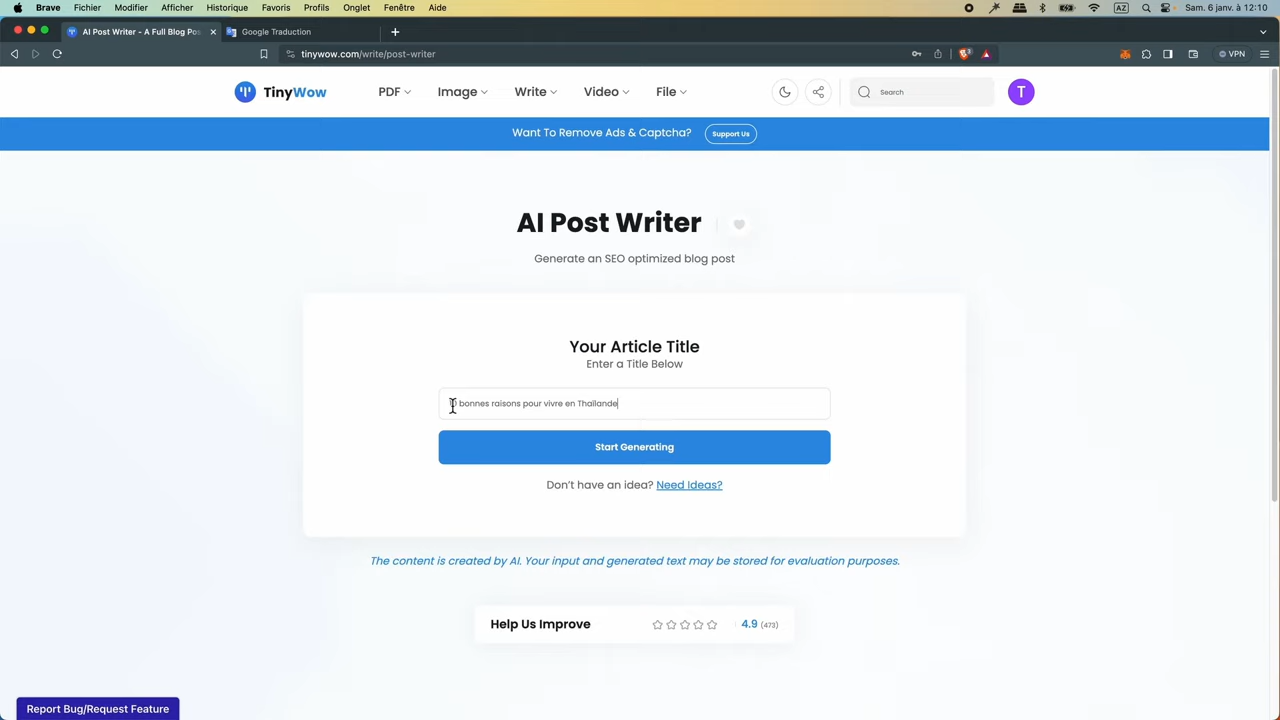 Brave Fichier Modifier Afficher Historique Favoris Profils Onglet Fenêtre Aide AZ Sam. 6 janv. à 12:10
AI Post Writer - A Full Blog Pos Google Traduction
tinywow.com/write/post-writer 3 VPN
TinyWow PDF Image Write Video File Search T
Want To Remove Ads & Captcha? Support Us
AI Post Writer
Generate an SEO optimized blog post
Your Article Title
Enter a Title Below
bonnes raisons pour vivre en Thaïlande
Start Generating
Don't have an idea? Need Ideas?
The content is created by AI. Your input and generated text may be stored for evaluation purposes.
Help Us Improve 4.9 (473)
Report Bug/Request Feature